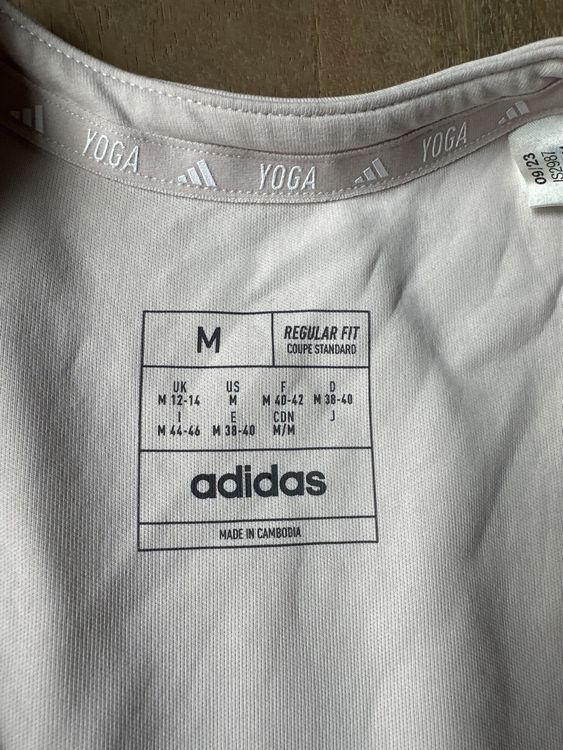 YOGA
YOGA
YOGA
09/23
IS2987
M
REGULAR FIT
COUPE STANDARD
UK US F D
M 12-14 M M 40-42 M 38-40
I E CDN J
M 44-46 M 38-40 M/M
adidas
MADE IN CAMBODIA